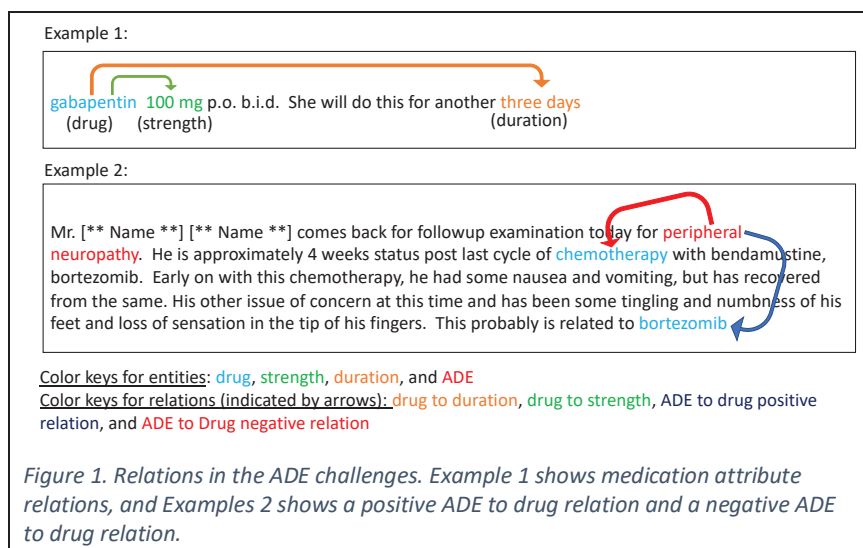 Example 1:
gabapentin 100 mg p.o. b.i.d. She will do this for another three days
(drug) (strength) (duration)
Example 2:
Mr. [** Name **] [** Name **] comes back for followup examination today for peripheral
neuropathy. He is approximately 4 weeks status post last cycle of chemotherapy with bendamustine,
bortezomib. Early on with this chemotherapy, he had some nausea and vomiting, but has recovered
from the same. His other issue of concern at this time and has been some tingling and numbness of his
feet and loss of sensation in the tip of his fingers. This probably is related to bortezomib
Color keys for entities: drug, strength, duration, and ADE
Color keys for relations (indicated by arrows): drug to duration, drug to strength, ADE to drug positive
relation, and ADE to Drug negative relation
Figure 1. Relations in the ADE challenges. Example 1 shows medication attribute
relations, and Examples 2 shows a positive ADE to drug relation and a negative ADE
to drug relation.